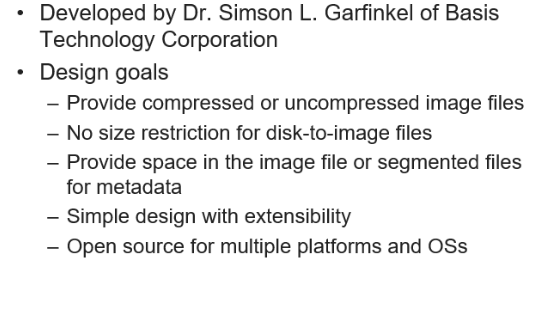 • Developed by Dr. Simson L. Garfinkel of Basis
Technology Corporation
• Design goals
– Provide compressed or uncompressed image files
– No size restriction for disk-to-image files
– Provide space in the image file or segmented files
for metadata
– Simple design with extensibility
– Open source for multiple platforms and OSs